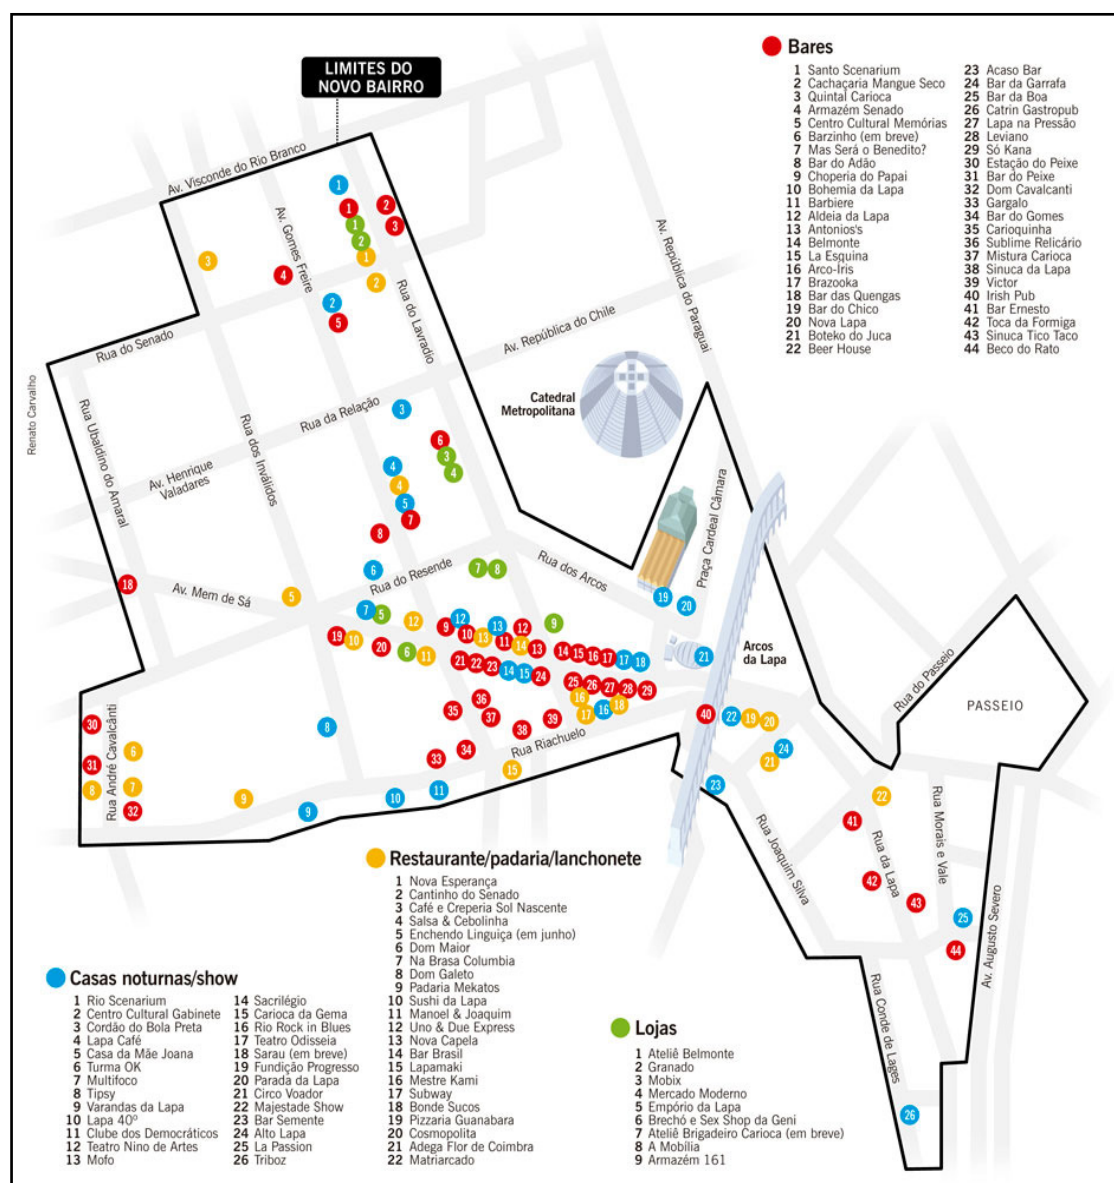 LIMITES DO
NOVO BAIRRO
Bares
1 Santo Scenarium
2 Cachaçaria Mangue Seco
3 Quintal Carioca
4 Armazém Senado
5 Centro Cultural Memórias
6 Barzinho (em breve)
7 Mas Será o Benedito?
8 Bar do Adão
9 Choperia do Papai
10 Bohemia da Lapa
11 Barbiere
12 Aldeia da Lapa
13 Antonios's
14 Belmonte
15 La Esquina
16 Arco-Íris
17 Brazooka
18 Bar das Quengas
19 Bar do Chico
20 Nova Lapa
21 Boteko do Juca
22 Beer House
23 Acaso Bar
24 Bar da Garrafa
25 Bar da Boa
26 Catrin Gastropub
27 Lapa na Pressão
28 Leviano
29 Só Kana
30 Estação do Peixe
31 Bar do Peixe
32 Dom Cavalcanti
33 Gargalo
34 Bar do Gomes
35 Carioquinha
36 Sublime Relicário
37 Mistura Carioca
38 Sinuca da Lapa
39 Victor
40 Irish Pub
41 Bar Ernesto
42 Toca da Formiga
43 Sinuca Tico Taco
44 Beco do Rato
Av. Visconde do Rio Branco
Av. Gomes Freire
Rua do Lavradio
Av. República do Paraguai
Rua do Senado
Av. República do Chile
Renato Carvalho
Rua Ubaldino do Amaral
Rua dos Inválidos
Rua da Relação
Catedral
Metropolitana
Av. Henrique
Valadares
Praça Cardeal Câmara
Av. Mem de Sá
Rua do Resende
Rua dos Arcos
Arcos
da Lapa
Rua do Passeio
PASSEIO
Rua André Cavalcânti
Rua Riachuelo
Rua Joaquim Silva
Rua da Lapa
Rua Morais e Vale
Av. Augusto Severo
Rua Conde de Lages
Restaurante/padaria/lanchonete
1 Nova Esperança
2 Cantinho do Senado
3 Café e Creperia Sol Nascente
4 Salsa & Cebolinha
5 Enchendo Linguiça (em junho)
6 Dom Maior
7 Na Brasa Columbia
8 Dom Galeto
9 Padaria Mekatos
10 Sushi da Lapa
11 Manoel & Joaquim
12 Uno & Due Express
13 Nova Capela
14 Bar Brasil
15 Lapamaki
16 Mestre Kami
17 Subway
18 Bonde Sucos
19 Pizzaria Guanabara
20 Cosmopolita
21 Adega Flor de Coimbra
22 Matriarcado
Casas noturnas/show
1 Rio Scenarium
2 Centro Cultural Gabinete
3 Cordão do Bola Preta
4 Lapa Café
5 Casa da Mãe Joana
6 Turma OK
7 Multifoco
8 Tipsy
9 Varandas da Lapa
10 Lapa 40º
11 Clube dos Democráticos
12 Teatro Nino de Artes
13 Mofo
14 Sacrilégio
15 Carioca da Gema
16 Rio Rock in Blues
17 Teatro Odisseia
18 Sarau (em breve)
19 Fundição Progresso
20 Parada da Lapa
21 Circo Voador
22 Majestade Show
23 Bar Semente
24 Alto Lapa
25 La Passion
26 Triboz
Lojas
1 Ateliê Belmonte
2 Granado
3 Mobix
4 Mercado Moderno
5 Empório da Lapa
6 Brechó e Sex Shop da Geni
7 Ateliê Brigadeiro Carioca (em breve)
8 A Mobília
9 Armazém 161